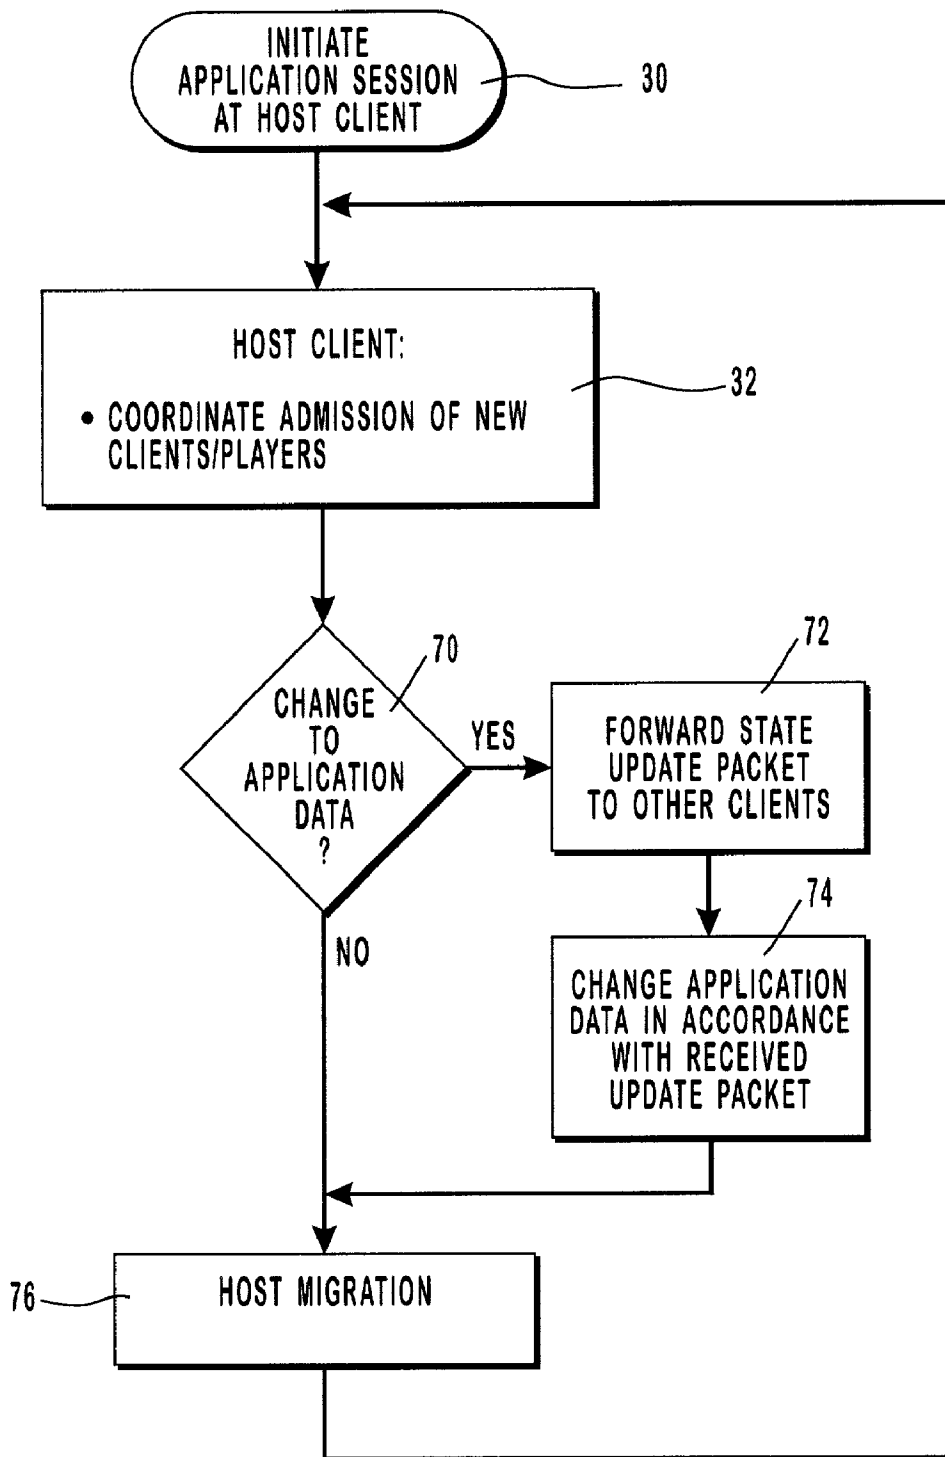 INITIATE
APPLICATION SESSION
AT HOST CLIENT
30
HOST CLIENT:
• COORDINATE ADMISSION OF NEW
CLIENTS/PLAYERS
32
CHANGE
TO
APPLICATION
DATA
?
70
YES
NO
72
FORWARD STATE
UPDATE PACKET
TO OTHER CLIENTS
74
CHANGE APPLICATION
DATA IN ACCORDANCE
WITH RECEIVED
UPDATE PACKET
76
HOST MIGRATION